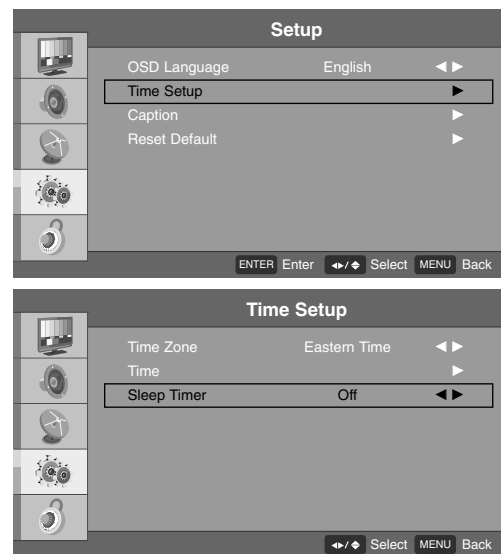 Setup
OSD Language English ◀ ▶
Time Setup ▶
Caption ▶
Reset Default ▶
ENTER Enter ◂▸/⬘ Select MENU Back
Time Setup
Time Zone Eastern Time ◀ ▶
Time ▶
Sleep Timer Off ◀ ▶
◂▸/⬘ Select MENU Back